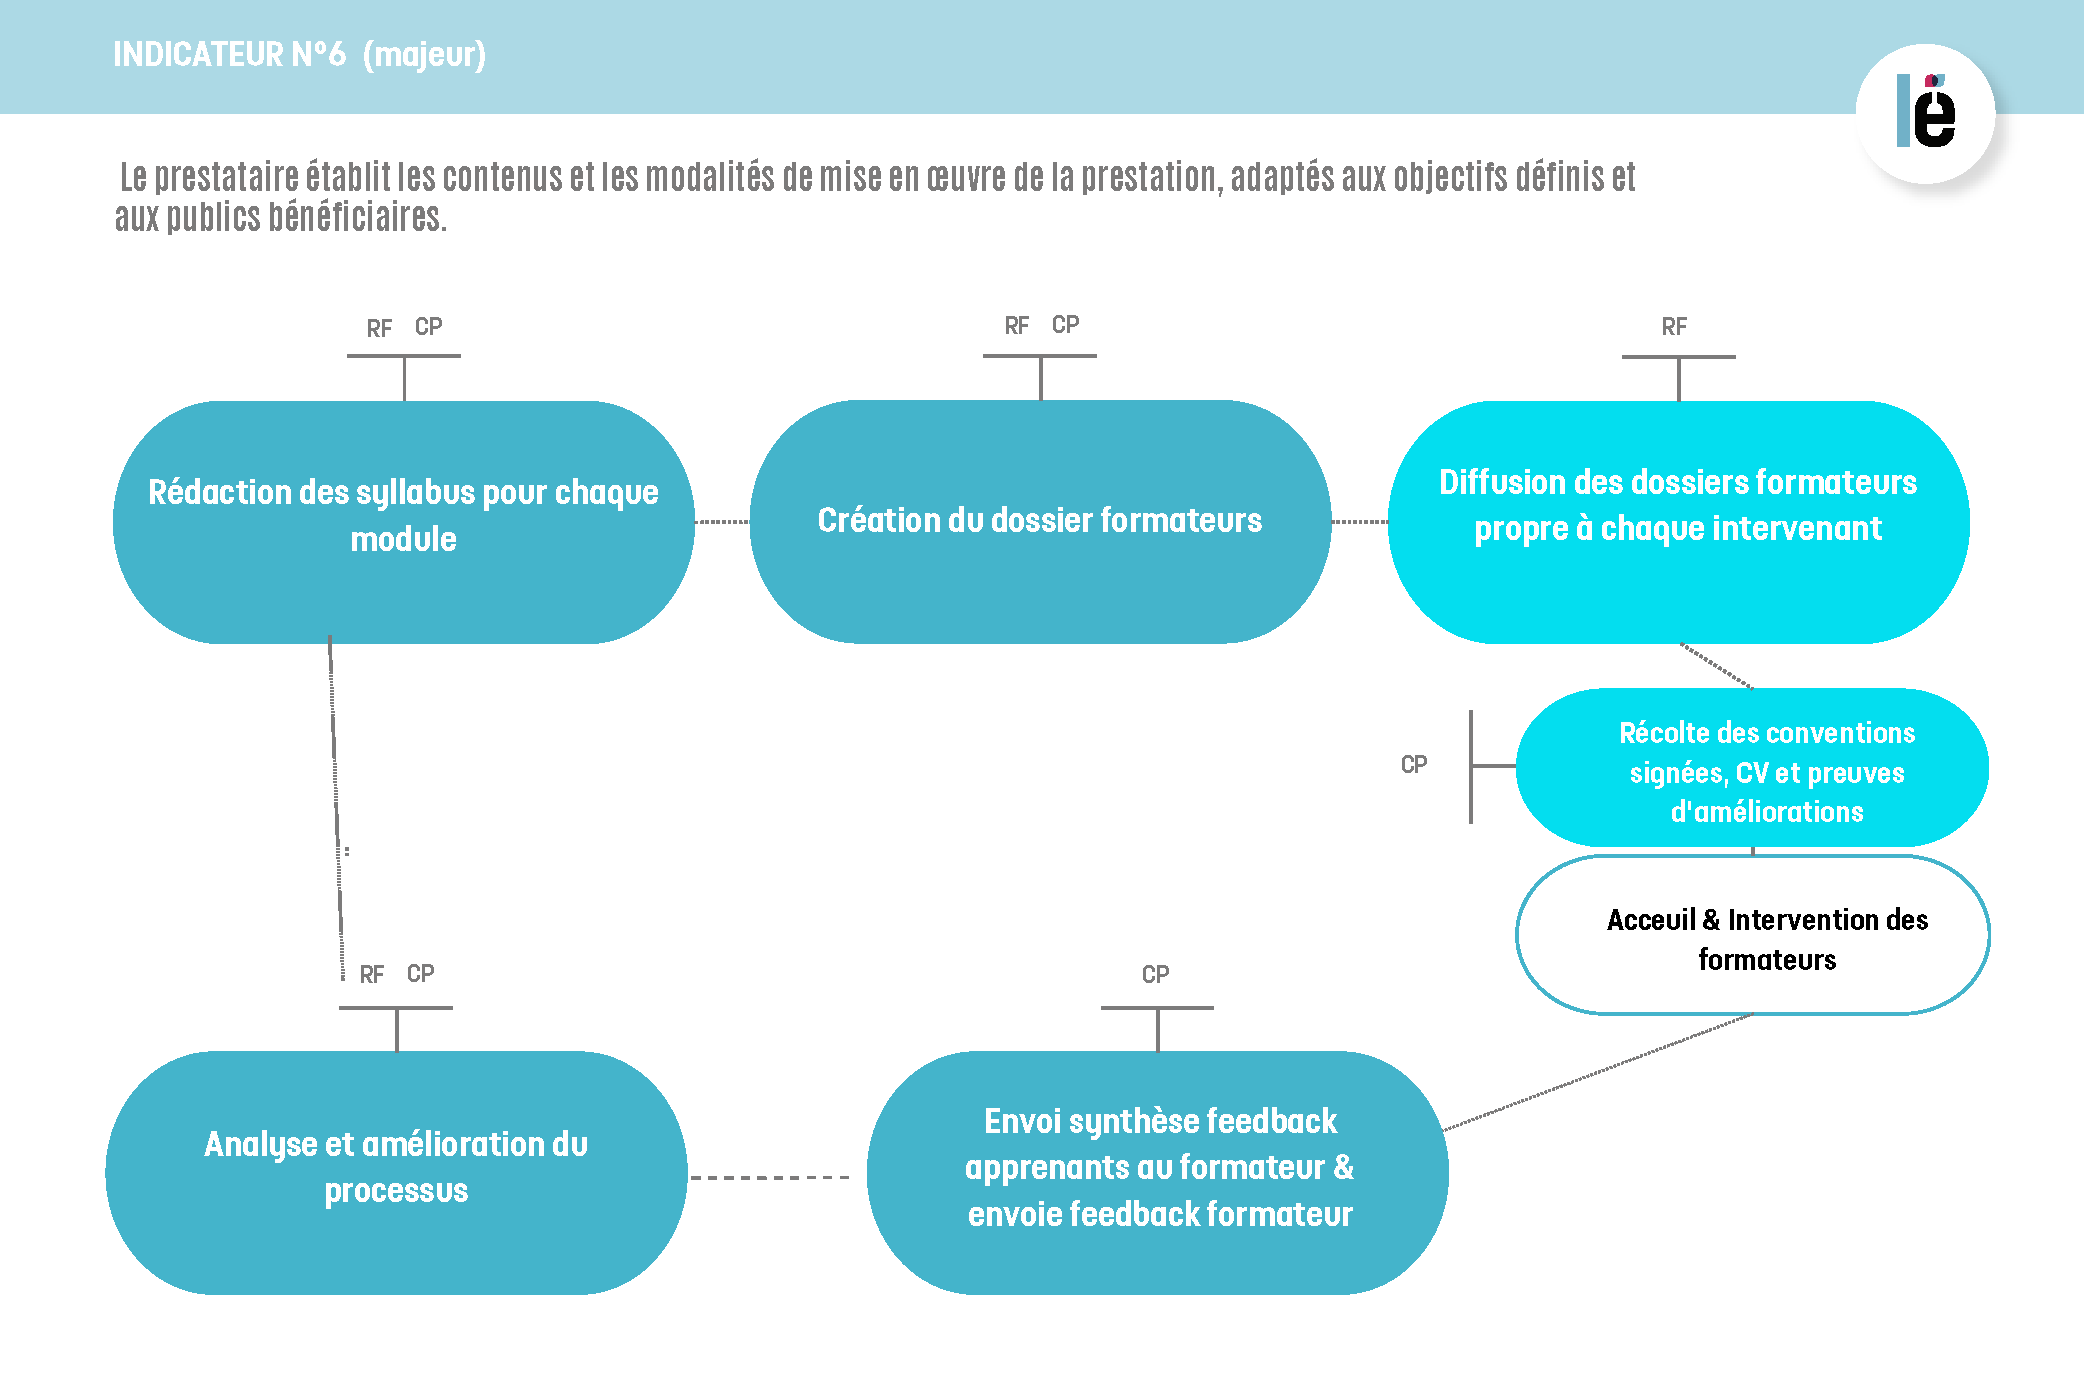 INDICATEUR N°6 (majeur)
lé
Le prestataire établit les contenus et les modalités de mise en œuvre de la prestation, adaptés aux objectifs définis et
aux publics bénéficiaires.
RF CP
RF CP
RF
Rédaction des syllabus pour chaque
module
Création du dossier formateurs
Diffusion des dossiers formateurs
propre à chaque intervenant
CP
Récolte des conventions
signées, CV et preuves
d'améliorations
:
Acceuil & Intervention des
formateurs
RF CP
CP
Analyse et amélioration du
processus
Envoi synthèse feedback
apprenants au formateur &
envoie feedback formateur